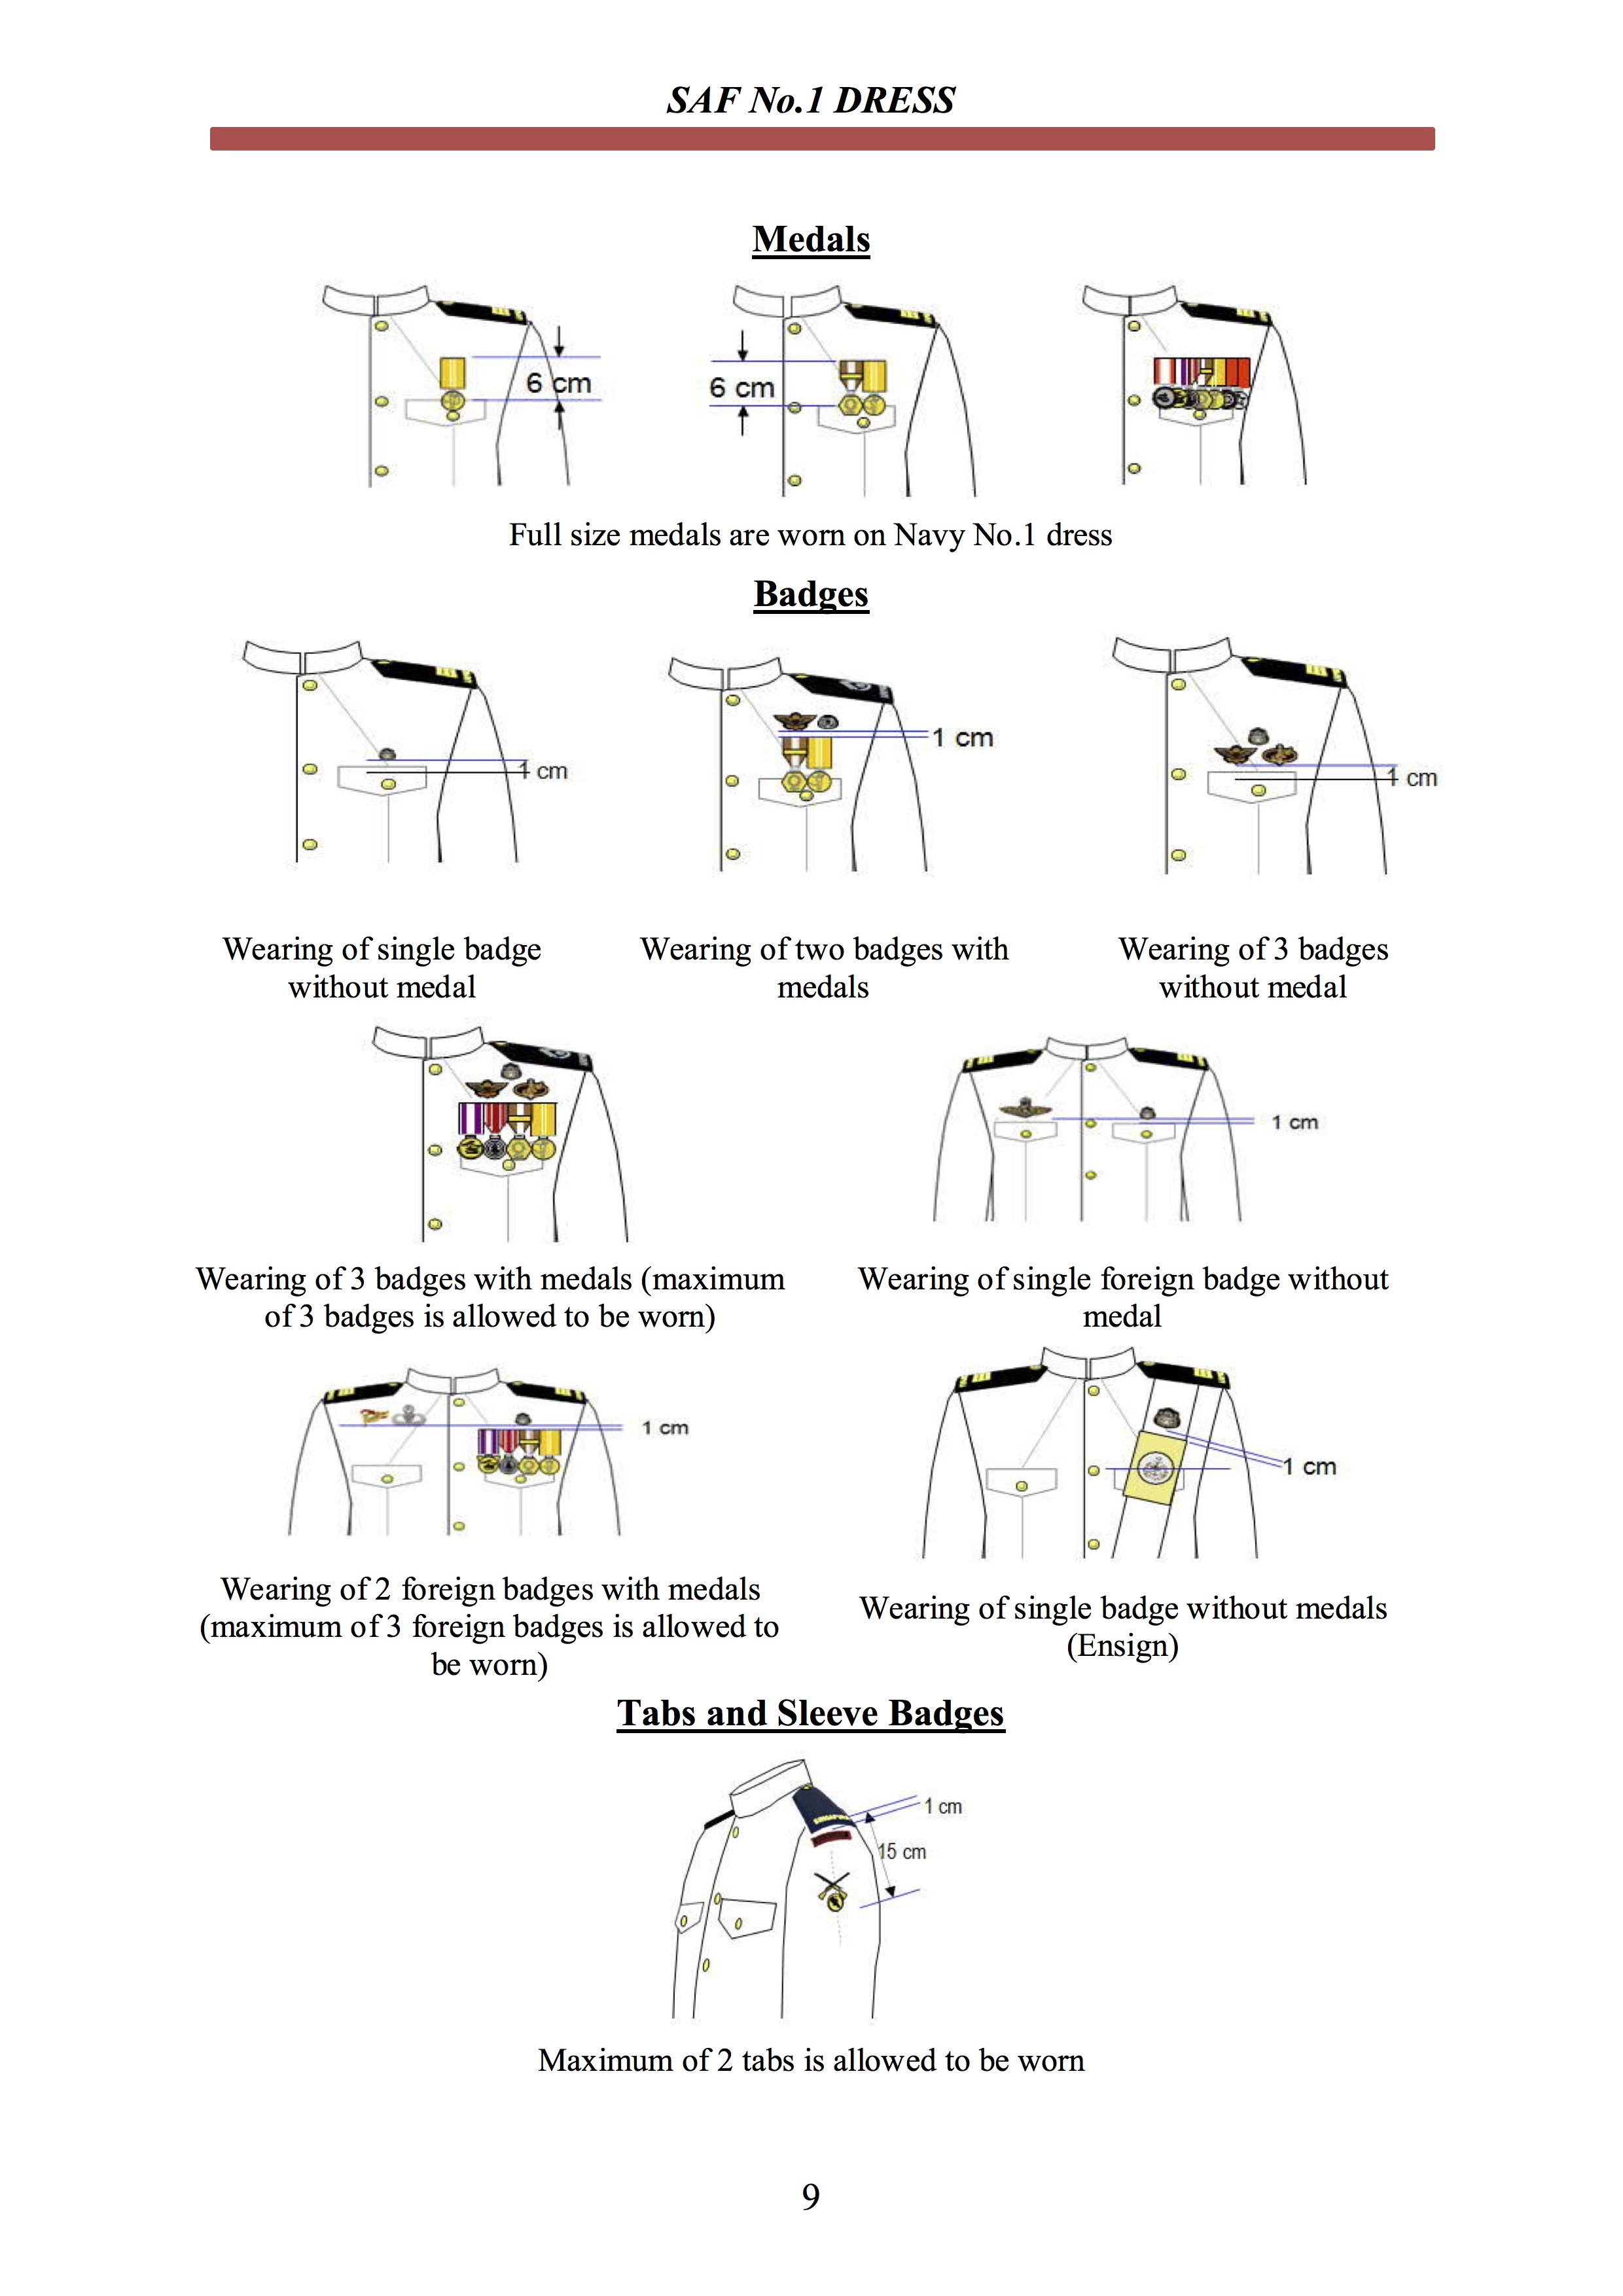 SAF No.1 DRESS
Medals
6 cm
6 cm
Full size medals are worn on Navy No.1 dress
Badges
1 cm
1 cm
1 cm
Wearing of single badge
without medal
Wearing of two badges with
medals
Wearing of 3 badges
without medal
1 cm
Wearing of 3 badges with medals (maximum
of 3 badges is allowed to be worn)
Wearing of single foreign badge without
medal
1 cm
1 cm
Wearing of 2 foreign badges with medals
(maximum of 3 foreign badges is allowed to
be worn)
Wearing of single badge without medals
(Ensign)
Tabs and Sleeve Badges
1 cm
15 cm
Maximum of 2 tabs is allowed to be worn
9